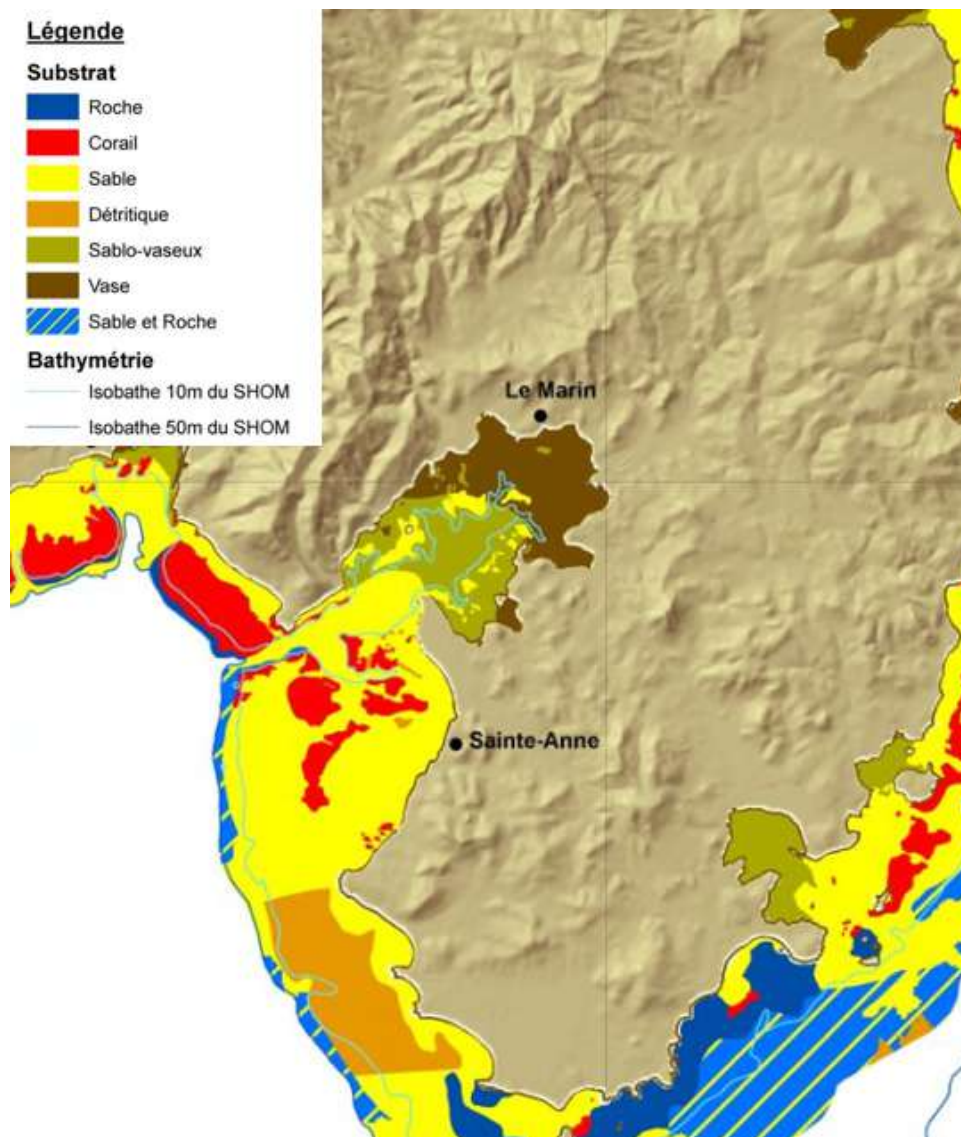 Légende
Substrat
Roche
Corail
Sable
Détritique
Sablo-vaseux
Vase
Sable et Roche
Bathymétrie
Isobathe 10m du SHOM
Isobathe 50m du SHOM
Le Marin
Sainte-Anne